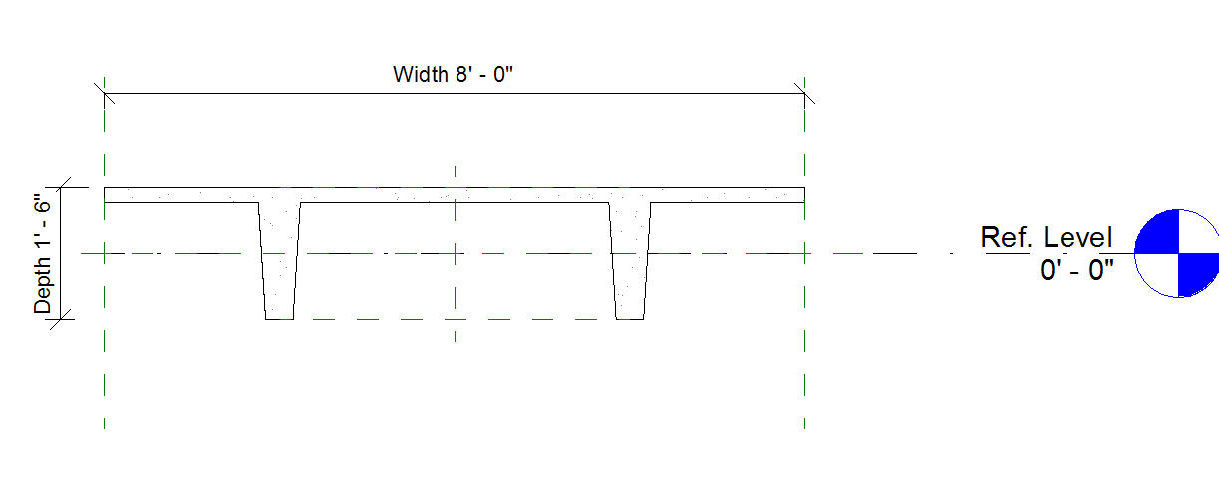 Width 8' - 0"
Depth 1' - 6"
Ref. Level
0' - 0"